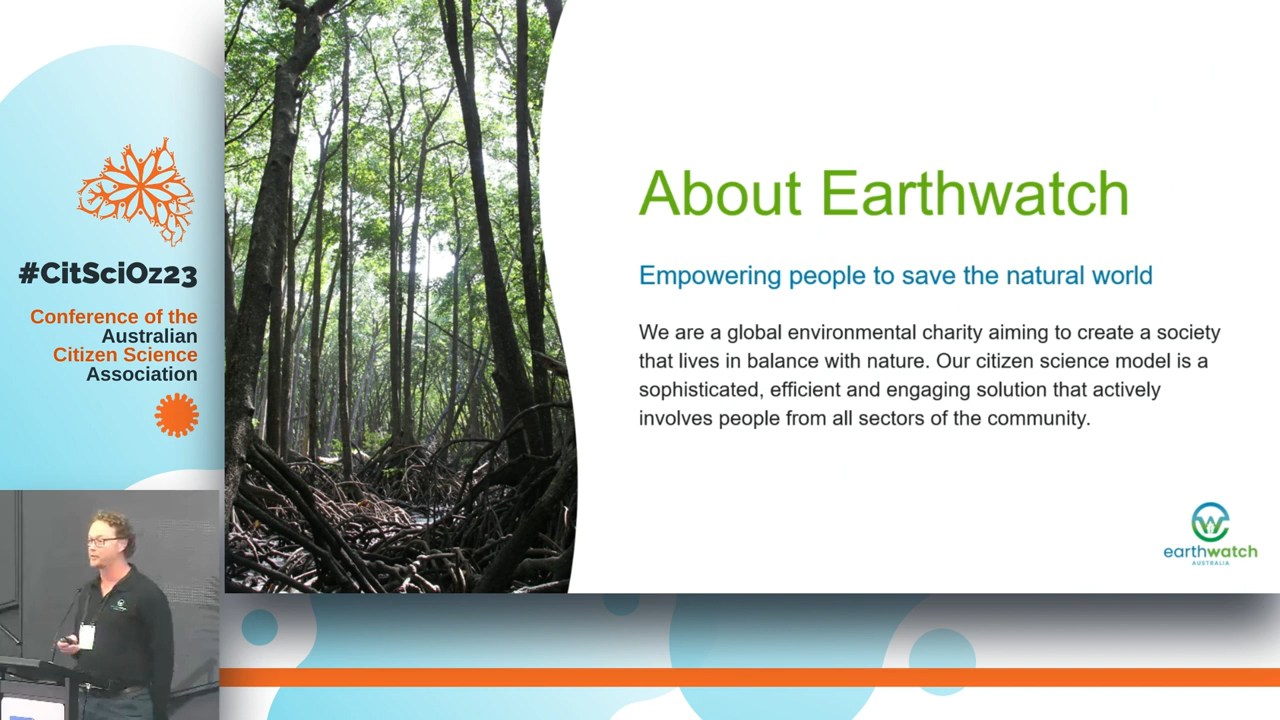 #CitSciOz23
Conference of the
Australian
Citizen Science
Association
About Earthwatch
Empowering people to save the natural world
We are a global environmental charity aiming to create a society
that lives in balance with nature. Our citizen science model is a
sophisticated, efficient and engaging solution that actively
involves people from all sectors of the community.
earthwatch
AUSTRALIA